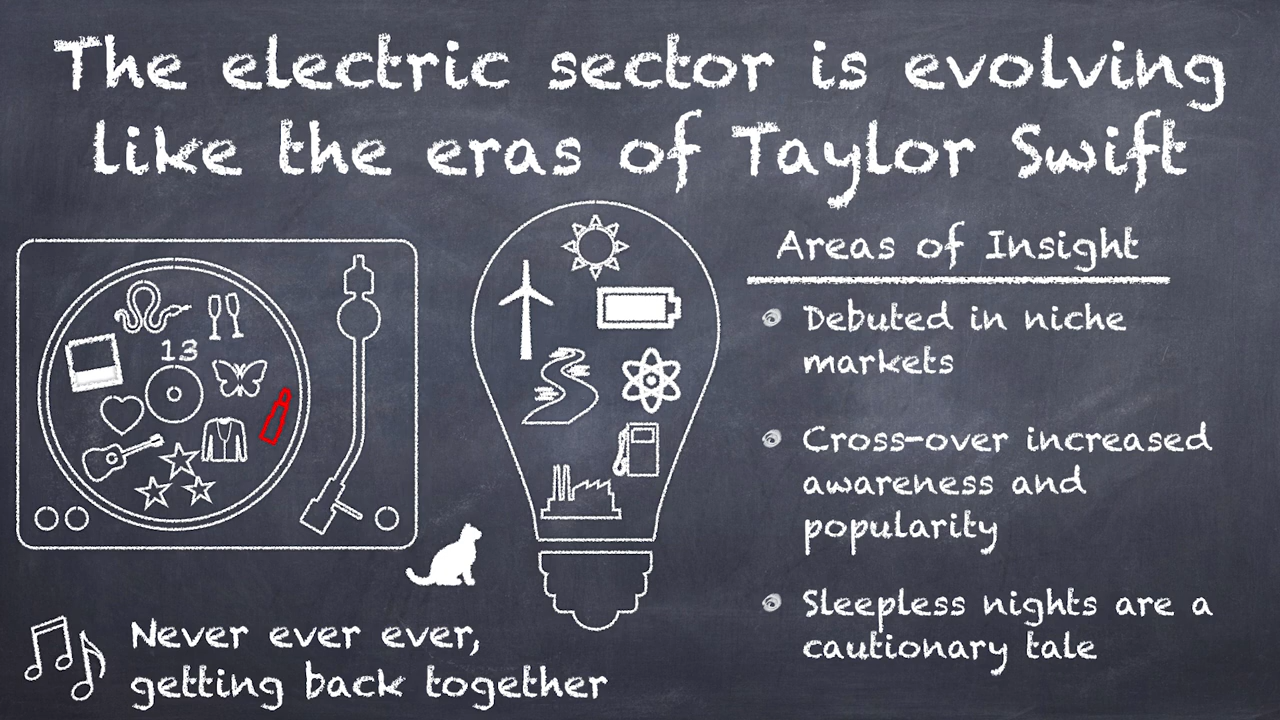 The electric sector is evolving
like the eras of Taylor Swift
13
Areas of Insight
Debuted in niche
markets
Cross-over increased
awareness and
popularity
Sleepless nights are a
cautionary tale
Never ever ever,
getting back together